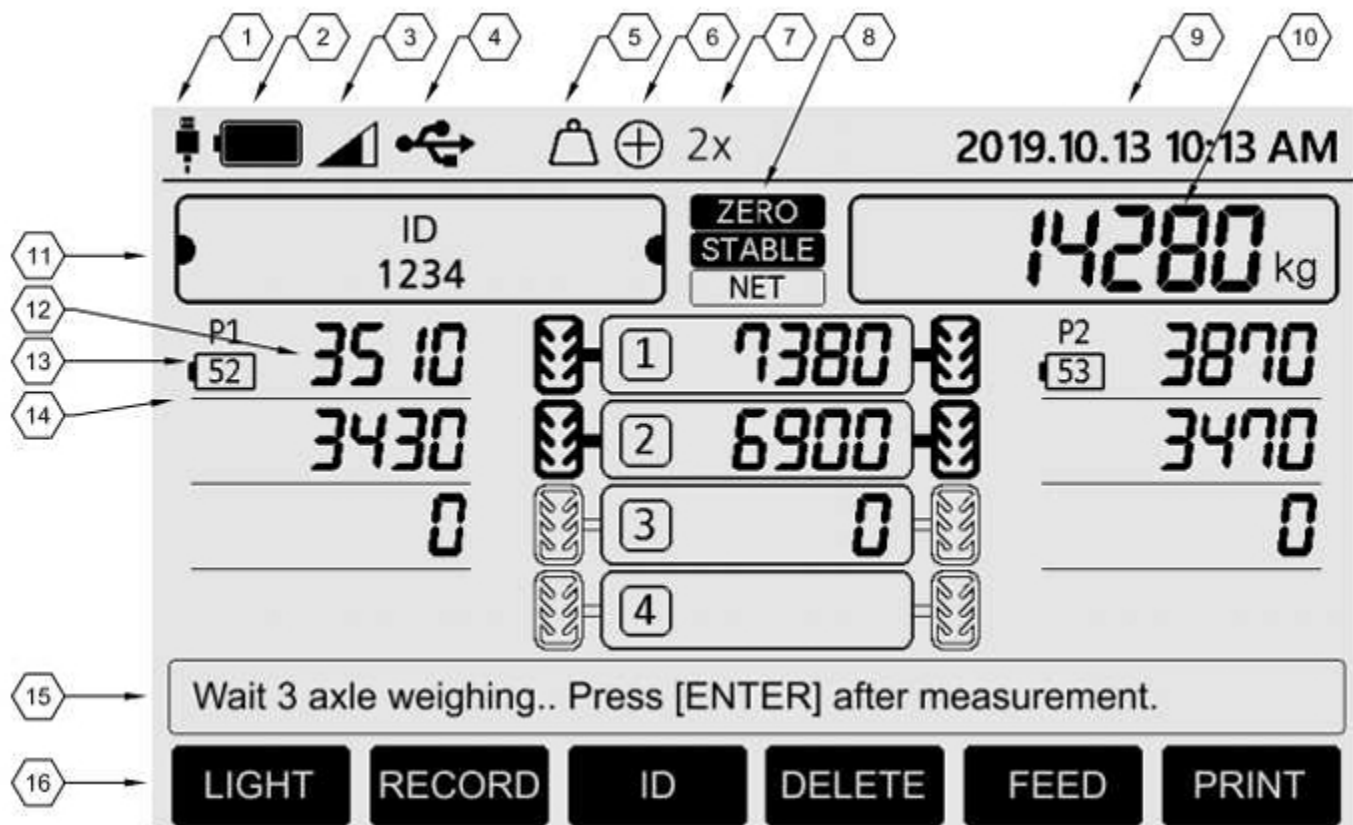 1 2 3 4 5 6 7 8 9 10
2x 2019.10.13 10:13 AM
11 ID ZERO 14280 kg
1234 STABLE
NET
12 P1 3510 1 7380 P2 3870
13 52 53
14
3430 2 6900 3470
0 3 0 0
4
15 Wait 3 axle weighing.. Press [ENTER] after measurement.
16 LIGHT RECORD ID DELETE FEED PRINT